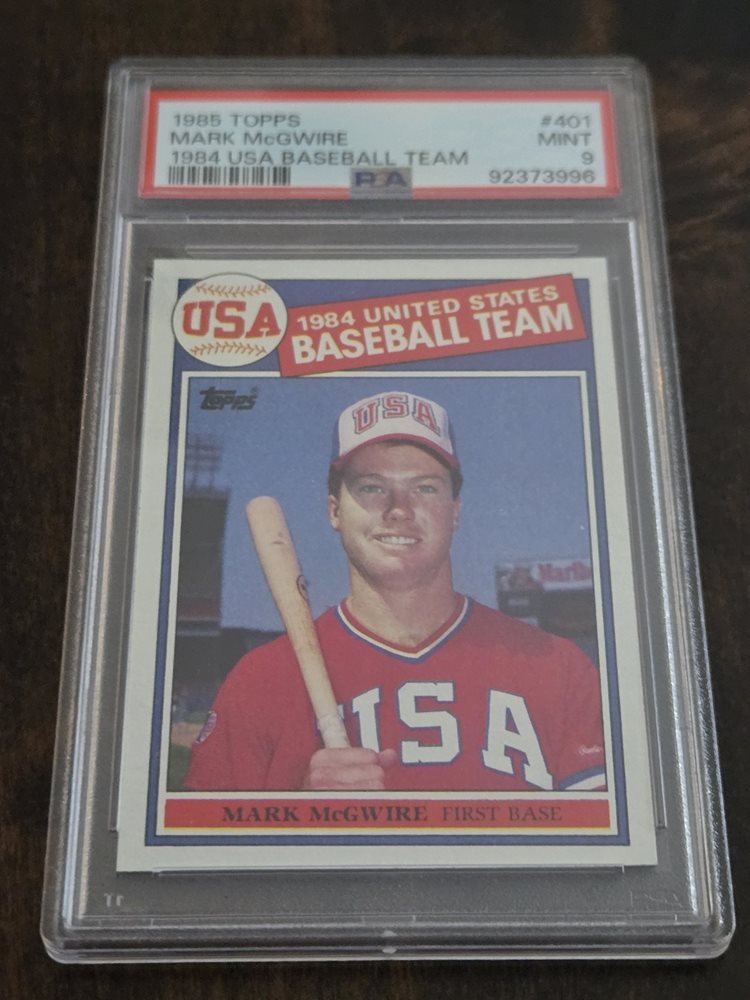 1985 TOPPS #401
MARK McGWIRE MINT
1984 USA BASEBALL TEAM 9
PSA 92373996
USA
1984 UNITED STATES
BASEBALL TEAM
Topps
USA
Marlb
USA
MARK McGWIRE FIRST BASE